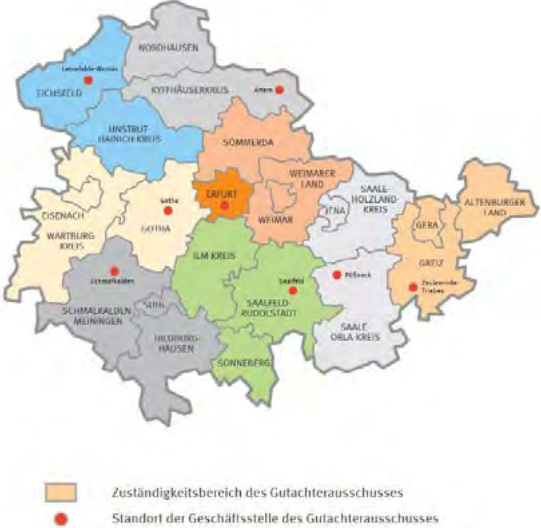 NORDHAUSEN
Leinefelde-Worbis
EICHSFELD
KYFFHÄUSERKREIS
Artern
UNSTRUT-
HAINICH-KREIS
SÖMMERDA
WEIMARER
LAND
SAALE-
HOLZLAND
KREIS
ALTENBURGER
LAND
ERFURT
Gotha
JENA
EISENACH
WEIMAR
GERA
WARTBURG
KREIS
GOTHA
ILM-KREIS
GREIZ
Schmalkalden
Saalfeld
Pößneck
Zeulenroda-
Triebes
SCHMALKALDEN
MEININGEN
SUHL
SAALFELD-
RUDOLSTADT
HILDBURG-
HAUSEN
SAALE-
ORLA-KREIS
SONNEBERG
Zuständigkeitsbereich des Gutachterausschusses
Standort der Geschäftsstelle des Gutachterausschusses